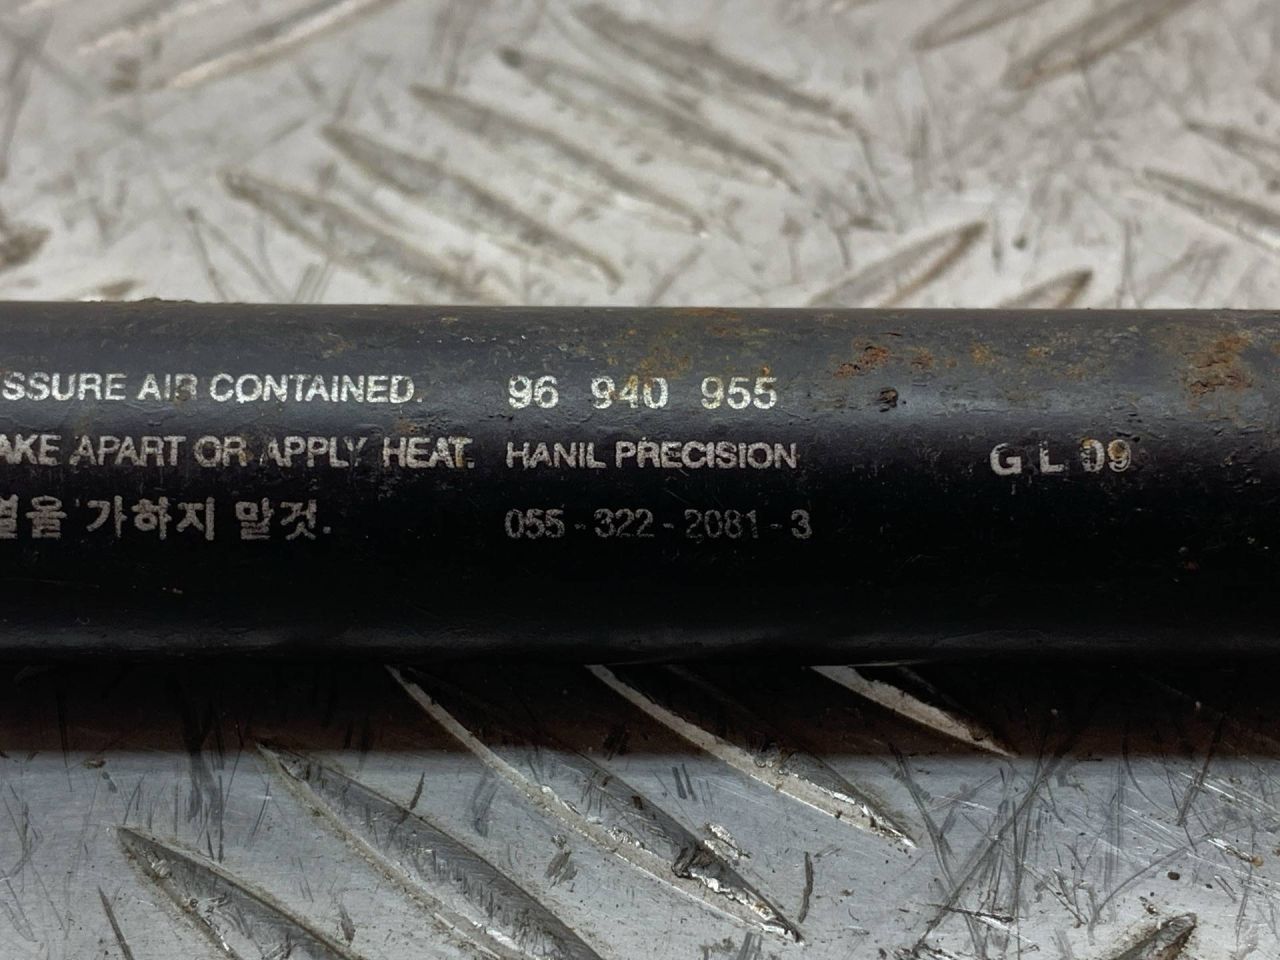 SSURE AIR CONTAINED. 96 940 955
AKE APART OR APPLY HEAT. HANIL PRECISION G L 09
열을 가하지 말것. 055-322-2081-3